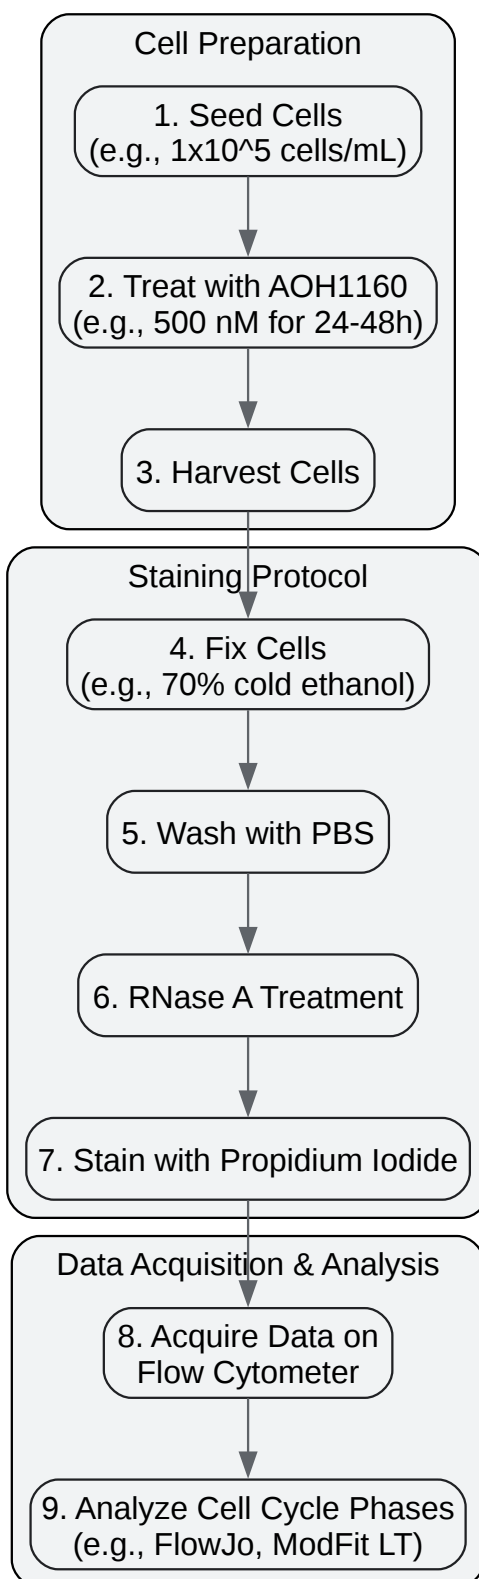 Cell Preparation
1. Seed Cells
(e.g., 1x10^5 cells/mL)
2. Treat with AOH1160
(e.g., 500 nM for 24-48h)
3. Harvest Cells
Staining Protocol
4. Fix Cells
(e.g., 70% cold ethanol)
5. Wash with PBS
6. RNase A Treatment
7. Stain with Propidium Iodide
Data Acquisition & Analysis
8. Acquire Data on
Flow Cytometer
9. Analyze Cell Cycle Phases
(e.g., FlowJo, ModFit LT)